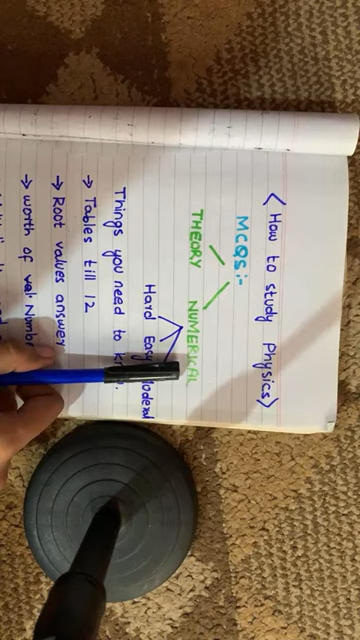 < How to study Physics>
MCQs:-
THEORY NUMERICAL
Hard Easy
Things you need to
→ Tables till 12
→ Root values answer
→ worth of